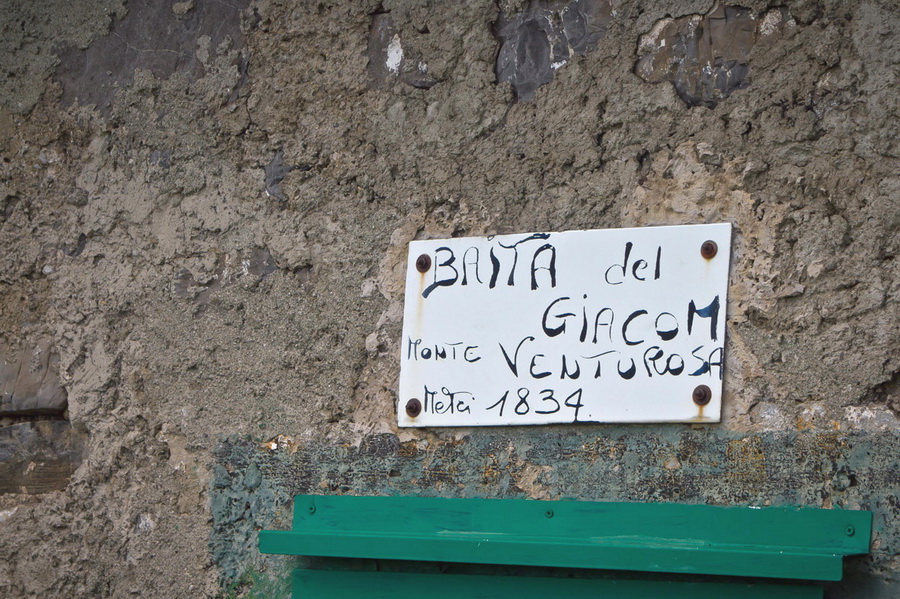 BAITA del
GIACOM
MONTE VENTUROSA
Metri 1834.